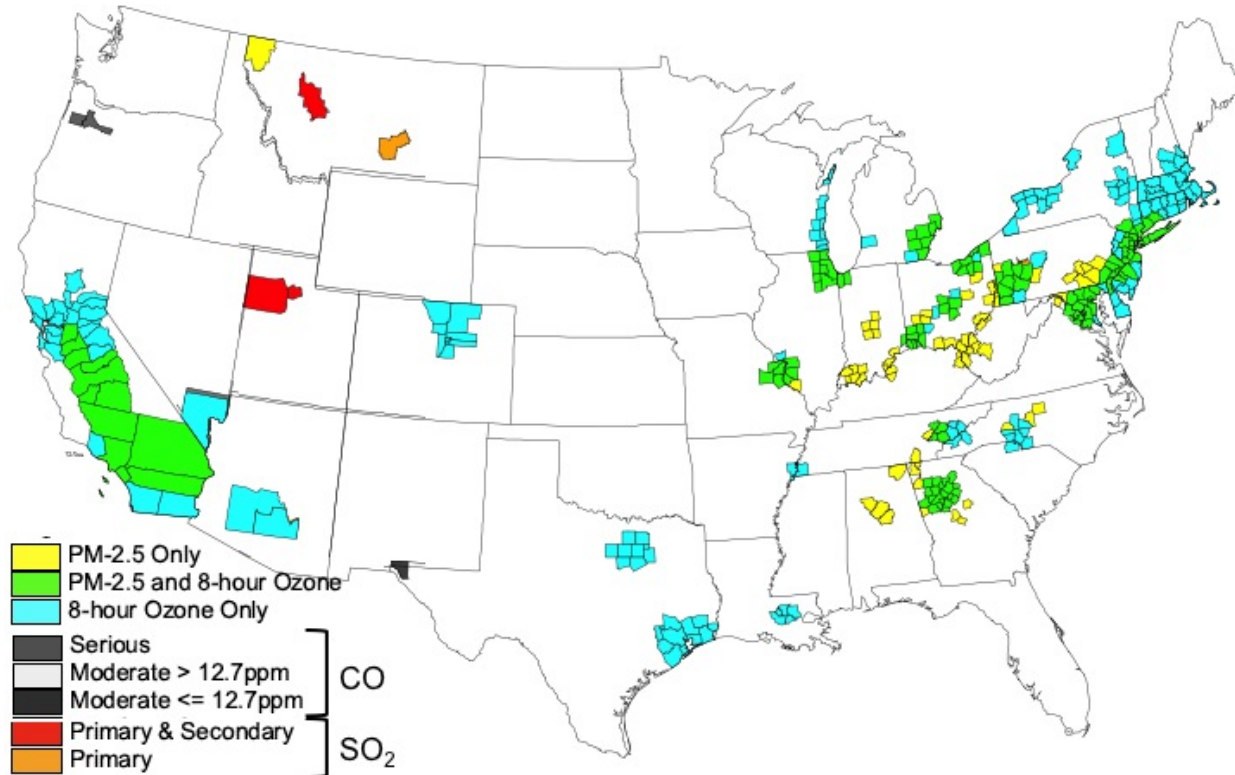 PM-2.5 Only
PM-2.5 and 8-hour Ozone
8-hour Ozone Only
Serious
Moderate > 12.7ppm
Moderate <= 12.7ppm
CO
Primary & Secondary
Primary
SO₂